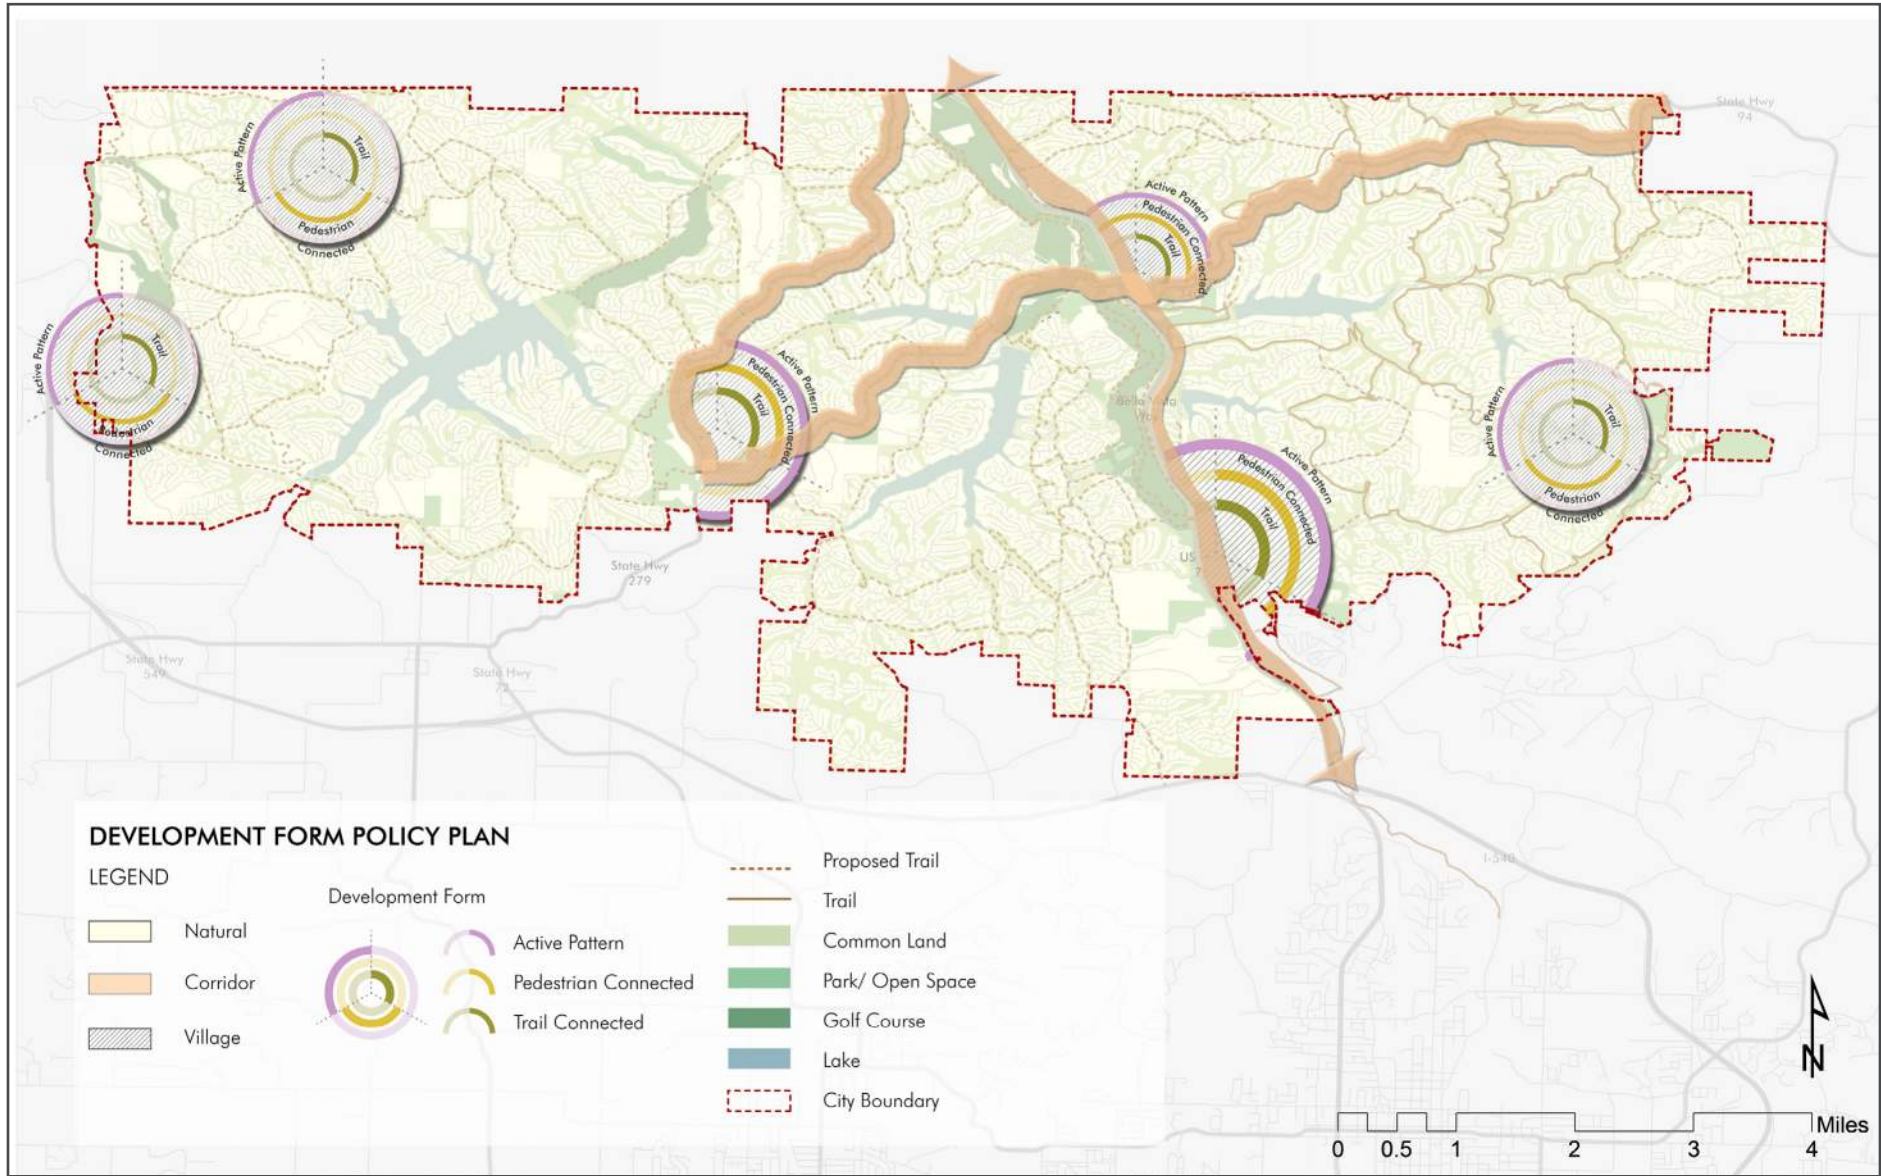 State Hwy
94
Active Pattern
Trail
Pedestrian
Connected
Active Pattern
Pedestrian Connected
Trail
Active Pattern
Trail
Pedestrian
Connected
Active Pattern
Pedestrian Connected
Trail
Active Pattern
Trail
Pedestrian
Connected
Active Pattern
Pedestrian Connected
Trail
US
State Hwy
279
State Hwy
549
State Hwy
72
I-540
DEVELOPMENT FORM POLICY PLAN
LEGEND
Natural
Corridor
Village
Development Form
Active Pattern
Pedestrian Connected
Trail Connected
Proposed Trail
Trail
Common Land
Park/ Open Space
Golf Course
Lake
City Boundary
N
Miles
0 0.5 1 2 3 4